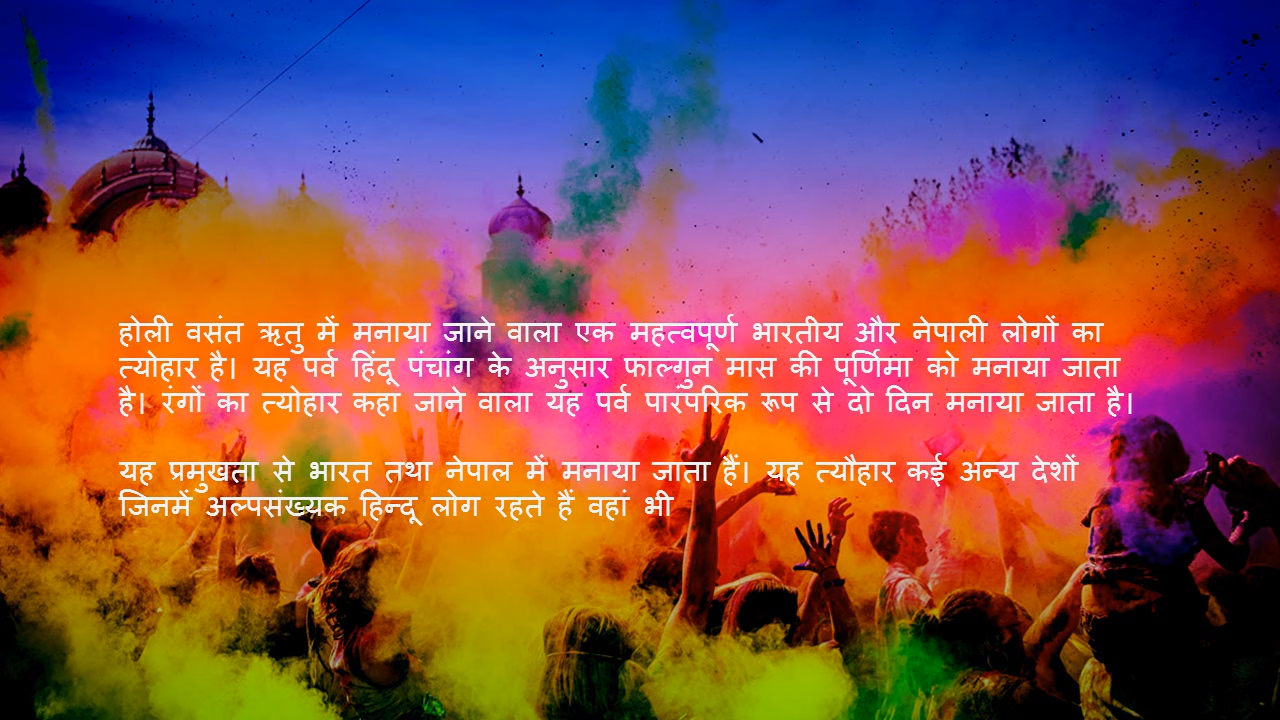 होली वसंत ऋतु में मनाया जाने वाला एक महत्वपूर्ण भारतीय और नेपाली लोगों का
त्योहार है। यह पर्व हिंदू पंचांग के अनुसार फाल्गुन मास की पूर्णिमा को मनाया जाता
है। रंगों का त्योहार कहा जाने वाला यह पर्व पारंपरिक रूप से दो दिन मनाया जाता है।
यह प्रमुखता से भारत तथा नेपाल में मनाया जाता हैं। यह त्यौहार कई अन्य देशों
जिनमें अल्पसंख्यक हिन्दू लोग रहते हैं वहां भी